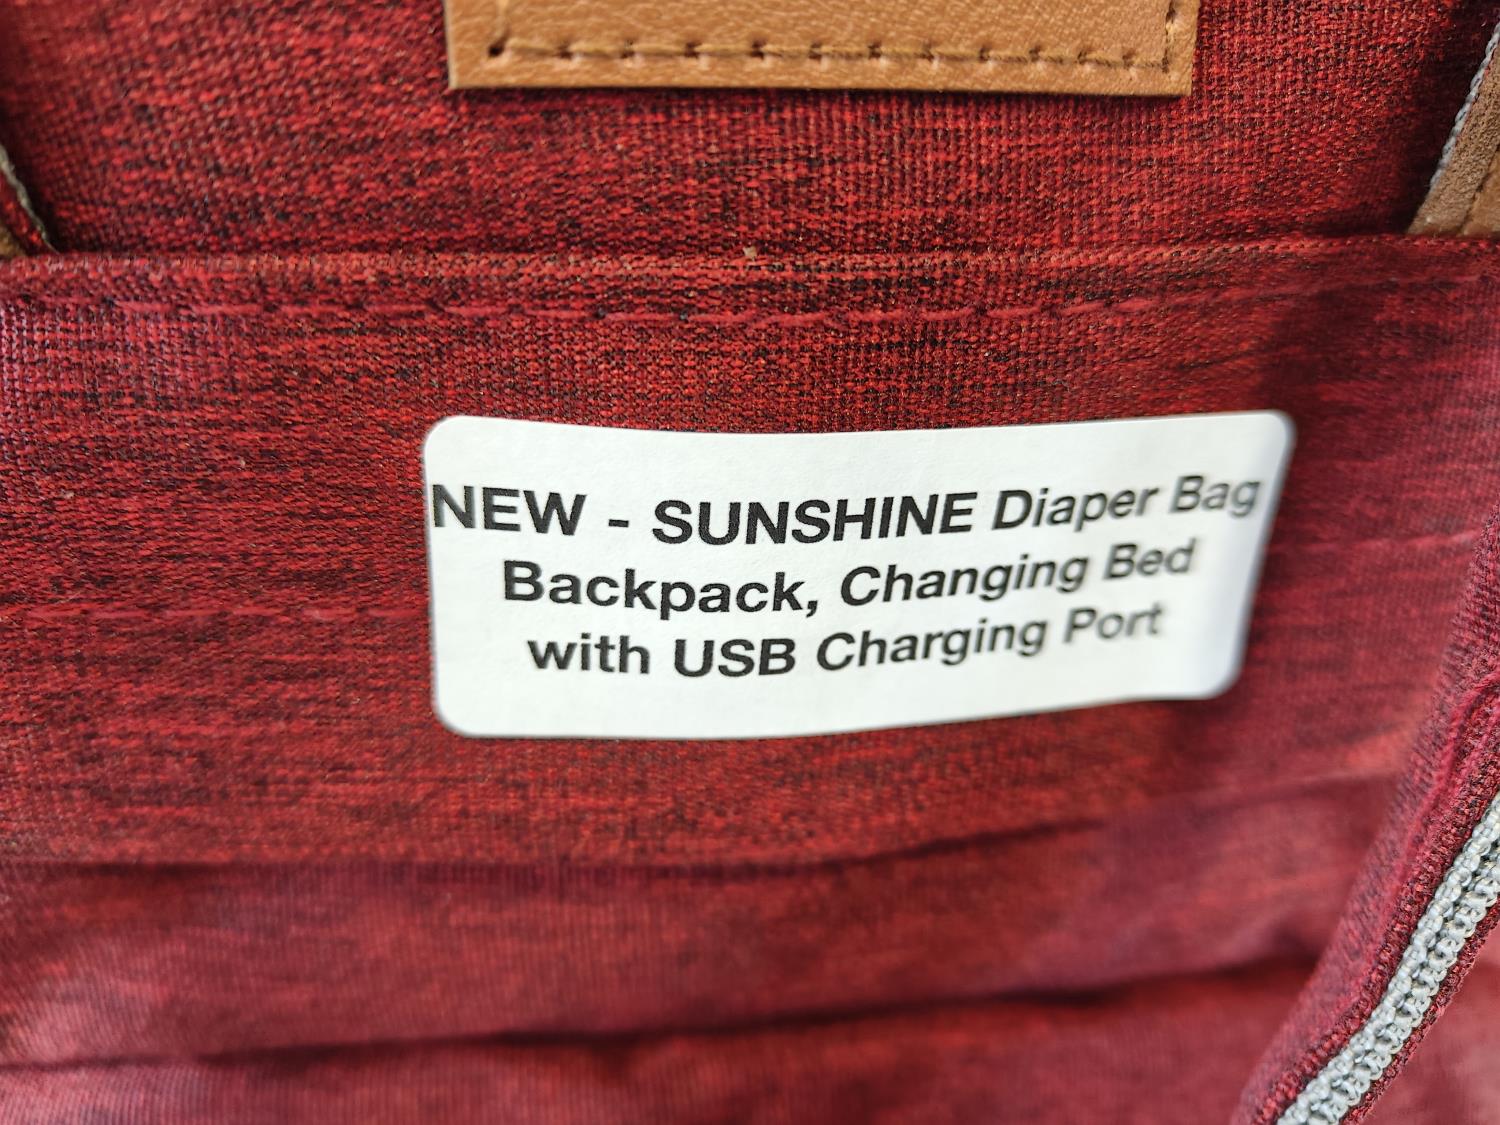 NEW - SUNSHINE Diaper Bag
Backpack, Changing Bed
with USB Charging Port